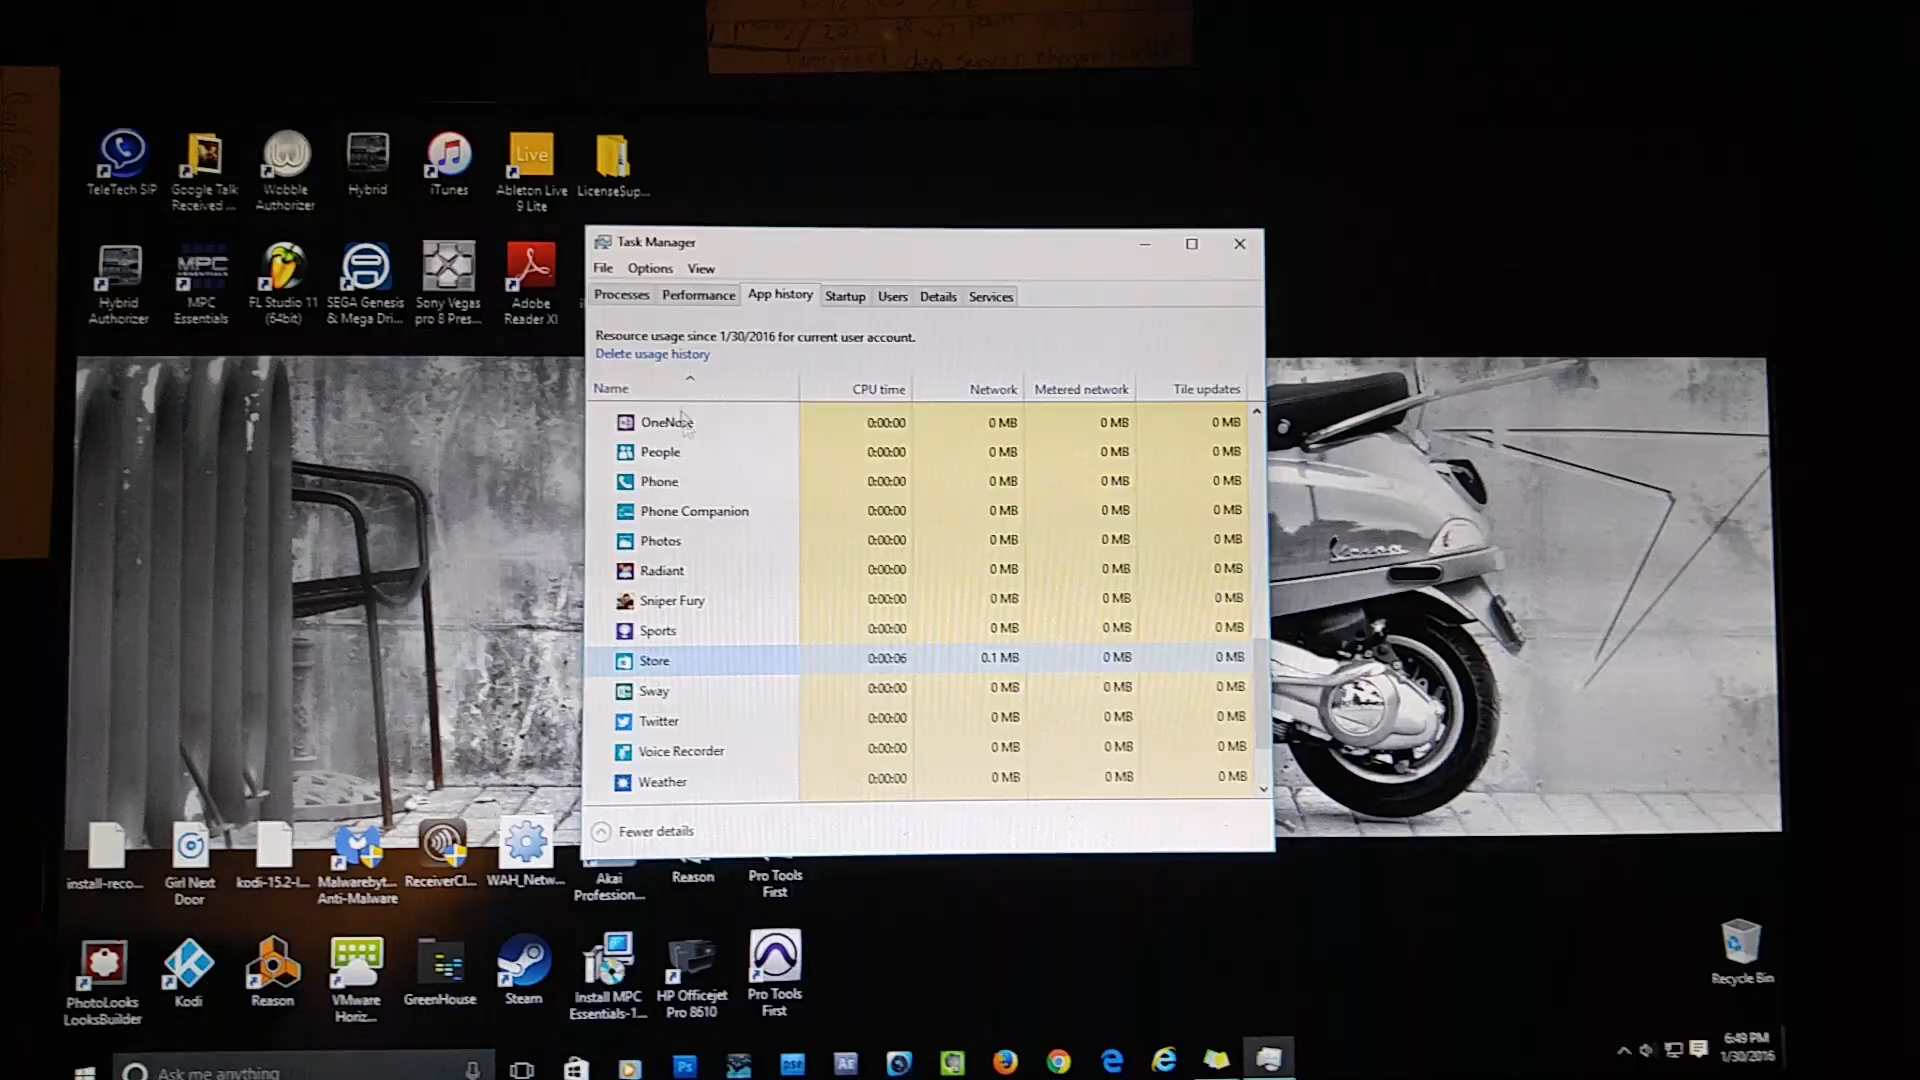 den server
TeleTech SIP
Google Talk
Received ...
Wobble
Authorizer
Hybrid
iTunes
Live
Ableton Live
9 Lite
LicenseSup...
Hybrid
Authorizer
MPC
ESSENTIALS
MPC
Essentials
FL Studio 11
(64bit)
SEGA Genesis
& Mega Dri...
Sony Vegas
pro 8 Pres...
Adobe
Reader XI
Task Manager
File Options View
Processes Performance App history Startup Users Details Services
Resource usage since 1/30/2016 for current user account.
Delete usage history
Name CPU time Network Metered network Tile updates
OneNote 0:00:00 0 MB 0 MB 0 MB
People 0:00:00 0 MB 0 MB 0 MB
Phone 0:00:00 0 MB 0 MB 0 MB
Phone Companion 0:00:00 0 MB 0 MB 0 MB
Photos 0:00:00 0 MB 0 MB 0 MB
Radiant 0:00:00 0 MB 0 MB 0 MB
Sniper Fury 0:00:00 0 MB 0 MB 0 MB
Sports 0:00:00 0 MB 0 MB 0 MB
Store 0:00:06 0.1 MB 0 MB 0 MB
Sway 0:00:00 0 MB 0 MB 0 MB
Twitter 0:00:00 0 MB 0 MB 0 MB
Voice Recorder 0:00:00 0 MB 0 MB 0 MB
Weather 0:00:00 0 MB 0 MB 0 MB
Fewer details
install-reco...
Girl Next
Door
kodi-15.2-I...
Malwarebyt...
Anti-Malware
ReceiverCl...
WAH_Netw...
Akai
Profession...
Reason
Pro Tools
First
PhotoLooks
LooksBuilder
Kodi
Reason
VMware
Horiz...
GreenHouse
Steam
Install MPC
Essentials-1...
HP Officejet
Pro 8610
Pro Tools
First
Recycle Bin
Ask me anything
Ps
pse
AE
6:49 PM
1/30/2016